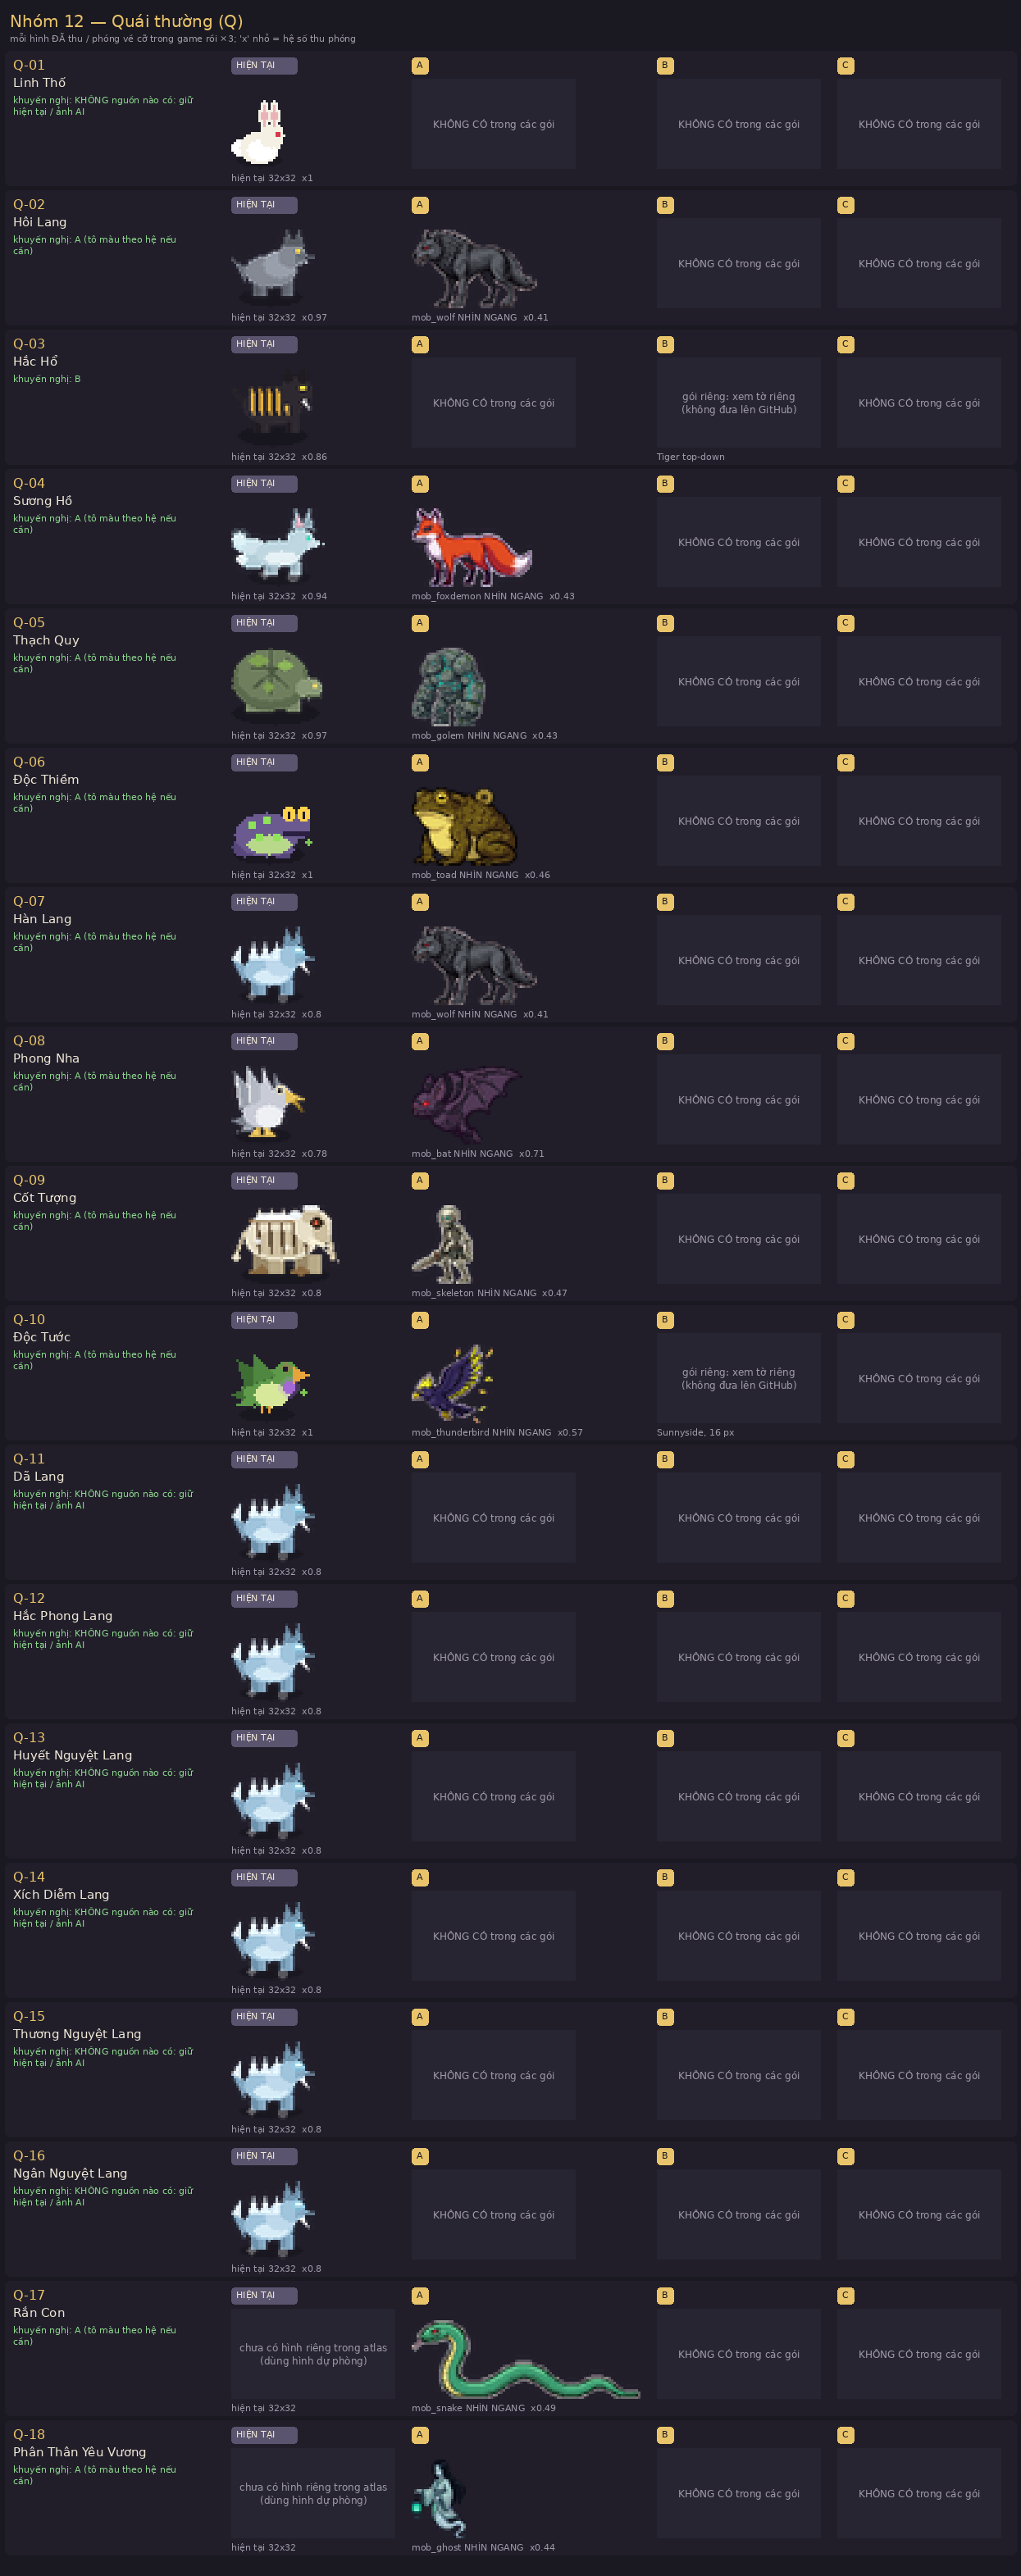 Nhóm 12 — Quái thường (Q)
mỗi hình ĐÃ thu / phóng về cỡ trong game rồi ×3; 'x' nhỏ = hệ số thu phóng
Q-01
Linh Thố
khuyến nghị: KHÔNG nguồn nào có: giữ
hiện tại / ảnh AI
HIỆN TẠI
hiện tại 32x32 x1
A
KHÔNG CÓ trong các gói
B
KHÔNG CÓ trong các gói
C
KHÔNG CÓ trong các gói
Q-02
Hôi Lang
khuyến nghị: A (tô màu theo hệ nếu
cần)
HIỆN TẠI
hiện tại 32x32 x0.97
A
mob_wolf NHÌN NGANG x0.41
B
KHÔNG CÓ trong các gói
C
KHÔNG CÓ trong các gói
Q-03
Hắc Hổ
khuyến nghị: B
HIỆN TẠI
hiện tại 32x32 x0.86
A
KHÔNG CÓ trong các gói
B
gói riêng: xem tờ riêng
(không đưa lên GitHub)
Tiger top-down
C
KHÔNG CÓ trong các gói
Q-04
Sương Hồ
khuyến nghị: A (tô màu theo hệ nếu
cần)
HIỆN TẠI
hiện tại 32x32 x0.94
A
mob_foxdemon NHÌN NGANG x0.43
B
KHÔNG CÓ trong các gói
C
KHÔNG CÓ trong các gói
Q-05
Thạch Quy
khuyến nghị: A (tô màu theo hệ nếu
cần)
HIỆN TẠI
hiện tại 32x32 x0.97
A
mob_golem NHÌN NGANG x0.43
B
KHÔNG CÓ trong các gói
C
KHÔNG CÓ trong các gói
Q-06
Độc Thiềm
khuyến nghị: A (tô màu theo hệ nếu
cần)
HIỆN TẠI
hiện tại 32x32 x1
A
mob_toad NHÌN NGANG x0.46
B
KHÔNG CÓ trong các gói
C
KHÔNG CÓ trong các gói
Q-07
Hàn Lang
khuyến nghị: A (tô màu theo hệ nếu
cần)
HIỆN TẠI
hiện tại 32x32 x0.8
A
mob_wolf NHÌN NGANG x0.41
B
KHÔNG CÓ trong các gói
C
KHÔNG CÓ trong các gói
Q-08
Phong Nha
khuyến nghị: A (tô màu theo hệ nếu
cần)
HIỆN TẠI
hiện tại 32x32 x0.78
A
mob_bat NHÌN NGANG x0.71
B
KHÔNG CÓ trong các gói
C
KHÔNG CÓ trong các gói
Q-09
Cốt Tượng
khuyến nghị: A (tô màu theo hệ nếu
cần)
HIỆN TẠI
hiện tại 32x32 x0.8
A
mob_skeleton NHÌN NGANG x0.47
B
KHÔNG CÓ trong các gói
C
KHÔNG CÓ trong các gói
Q-10
Độc Tước
khuyến nghị: A (tô màu theo hệ nếu
cần)
HIỆN TẠI
hiện tại 32x32 x1
A
mob_thunderbird NHÌN NGANG x0.57
B
gói riêng: xem tờ riêng
(không đưa lên GitHub)
Sunnyside, 16 px
C
KHÔNG CÓ trong các gói
Q-11
Dã Lang
khuyến nghị: KHÔNG nguồn nào có: giữ
hiện tại / ảnh AI
HIỆN TẠI
hiện tại 32x32 x0.8
A
KHÔNG CÓ trong các gói
B
KHÔNG CÓ trong các gói
C
KHÔNG CÓ trong các gói
Q-12
Hắc Phong Lang
khuyến nghị: KHÔNG nguồn nào có: giữ
hiện tại / ảnh AI
HIỆN TẠI
hiện tại 32x32 x0.8
A
KHÔNG CÓ trong các gói
B
KHÔNG CÓ trong các gói
C
KHÔNG CÓ trong các gói
Q-13
Huyết Nguyệt Lang
khuyến nghị: KHÔNG nguồn nào có: giữ
hiện tại / ảnh AI
HIỆN TẠI
hiện tại 32x32 x0.8
A
KHÔNG CÓ trong các gói
B
KHÔNG CÓ trong các gói
C
KHÔNG CÓ trong các gói
Q-14
Xích Diễm Lang
khuyến nghị: KHÔNG nguồn nào có: giữ
hiện tại / ảnh AI
HIỆN TẠI
hiện tại 32x32 x0.8
A
KHÔNG CÓ trong các gói
B
KHÔNG CÓ trong các gói
C
KHÔNG CÓ trong các gói
Q-15
Thương Nguyệt Lang
khuyến nghị: KHÔNG nguồn nào có: giữ
hiện tại / ảnh AI
HIỆN TẠI
hiện tại 32x32 x0.8
A
KHÔNG CÓ trong các gói
B
KHÔNG CÓ trong các gói
C
KHÔNG CÓ trong các gói
Q-16
Ngân Nguyệt Lang
khuyến nghị: KHÔNG nguồn nào có: giữ
hiện tại / ảnh AI
HIỆN TẠI
hiện tại 32x32 x0.8
A
KHÔNG CÓ trong các gói
B
KHÔNG CÓ trong các gói
C
KHÔNG CÓ trong các gói
Q-17
Rắn Con
khuyến nghị: A (tô màu theo hệ nếu
cần)
HIỆN TẠI
chưa có hình riêng trong atlas
(dùng hình dự phòng)
hiện tại 32x32
A
mob_snake NHÌN NGANG x0.49
B
KHÔNG CÓ trong các gói
C
KHÔNG CÓ trong các gói
Q-18
Phân Thân Yêu Vương
khuyến nghị: A (tô màu theo hệ nếu
cần)
HIỆN TẠI
chưa có hình riêng trong atlas
(dùng hình dự phòng)
hiện tại 32x32
A
mob_ghost NHÌN NGANG x0.44
B
KHÔNG CÓ trong các gói
C
KHÔNG CÓ trong các gói